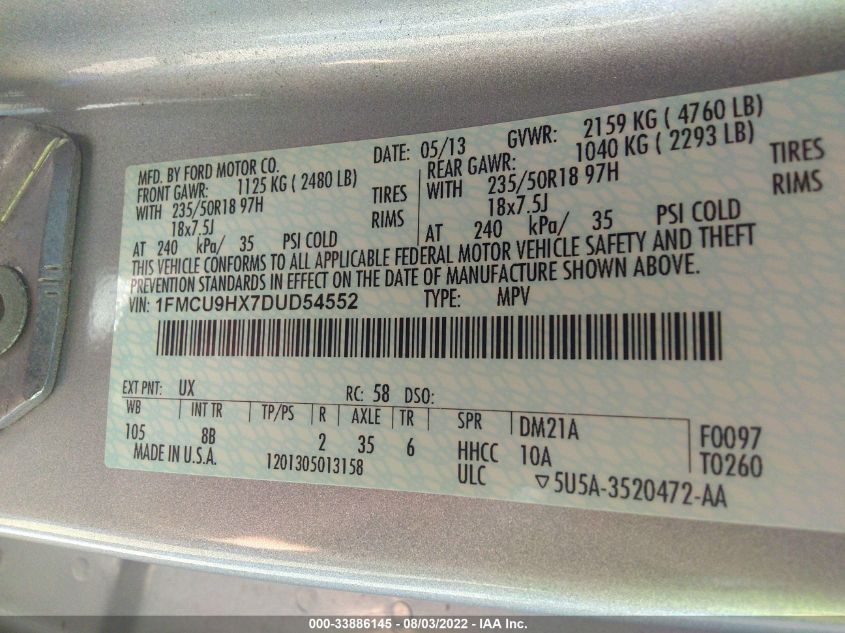 MFD. BY FORD MOTOR CO. DATE: 05/13 GVWR: 2159 KG ( 4760 LB)
FRONT GAWR: 1125 KG ( 2480 LB) REAR GAWR: 1040 KG ( 2293 LB)
WITH 235/50R18 97H TIRES WITH 235/50R18 97H TIRES
18x7.5J RIMS 18x7.5J RIMS
AT 240 kPa/ 35 PSI COLD AT 240 kPa/ 35 PSI COLD
THIS VEHICLE CONFORMS TO ALL APPLICABLE FEDERAL MOTOR VEHICLE SAFETY AND THEFT
PREVENTION STANDARDS IN EFFECT ON THE DATE OF MANUFACTURE SHOWN ABOVE.
VIN: 1FMCU9HX7DUD54552 TYPE: MPV
EXT PNT: UX RC: 58 DSO:
WB INT TR TP/PS R AXLE TR SPR DM21A F0097
105 8B 2 35 6 HHCC 10A T0260
MADE IN U.S.A. 1201305013158 ULC ▽5U5A-3520472-AA
000-33886145 - 08/03/2022 - IAA Inc.